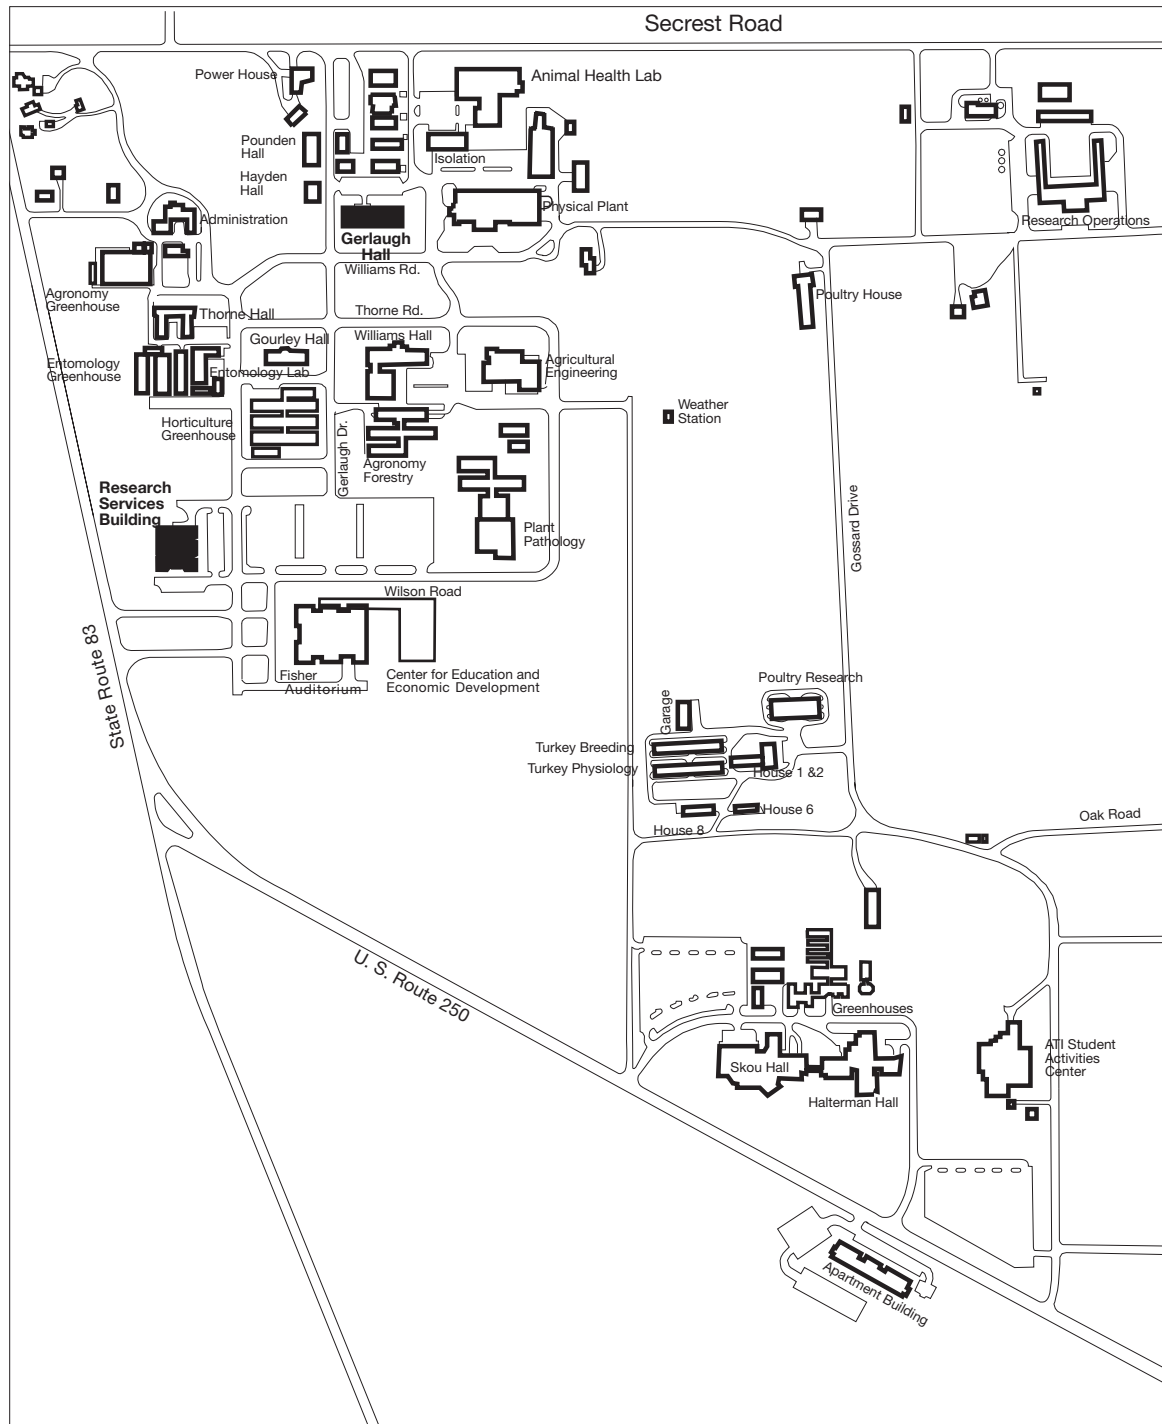 Secrest Road
Power House
Animal Health Lab
Pounden
Hall
Isolation
Hayden
Hall
Administration
Physical Plant
Research Operations
Gerlaugh
Hall
Williams Rd.
Agronomy
Greenhouse
Poultry House
Thorne Hall
Thorne Rd.
Gourley Hall
Williams Hall
Entomology
Greenhouse
Entomology Lab
Agricultural
Engineering
Weather
Station
Horticulture
Greenhouse
Gerlaugh Dr.
Agronomy
Forestry
Research
Services
Building
Plant
Pathology
Gossard Drive
Wilson Road
State Route 83
Fisher
Auditorium
Center for Education and
Economic Development
Poultry Research
Garage
Turkey Breeding
Turkey Physiology
House 1 &2
House 6
House 8
Oak Road
U. S. Route 250
Greenhouses
Skou Hall
Halterman Hall
ATI Student
Activities
Center
Apartment Building